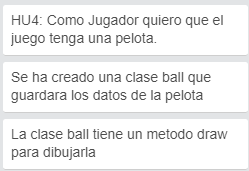 HU4: Como Jugador quiero que el
juego tenga una pelota.
Se ha creado una clase ball que
guardara los datos de la pelota
La clase ball tiene un metodo draw
para dibujarla